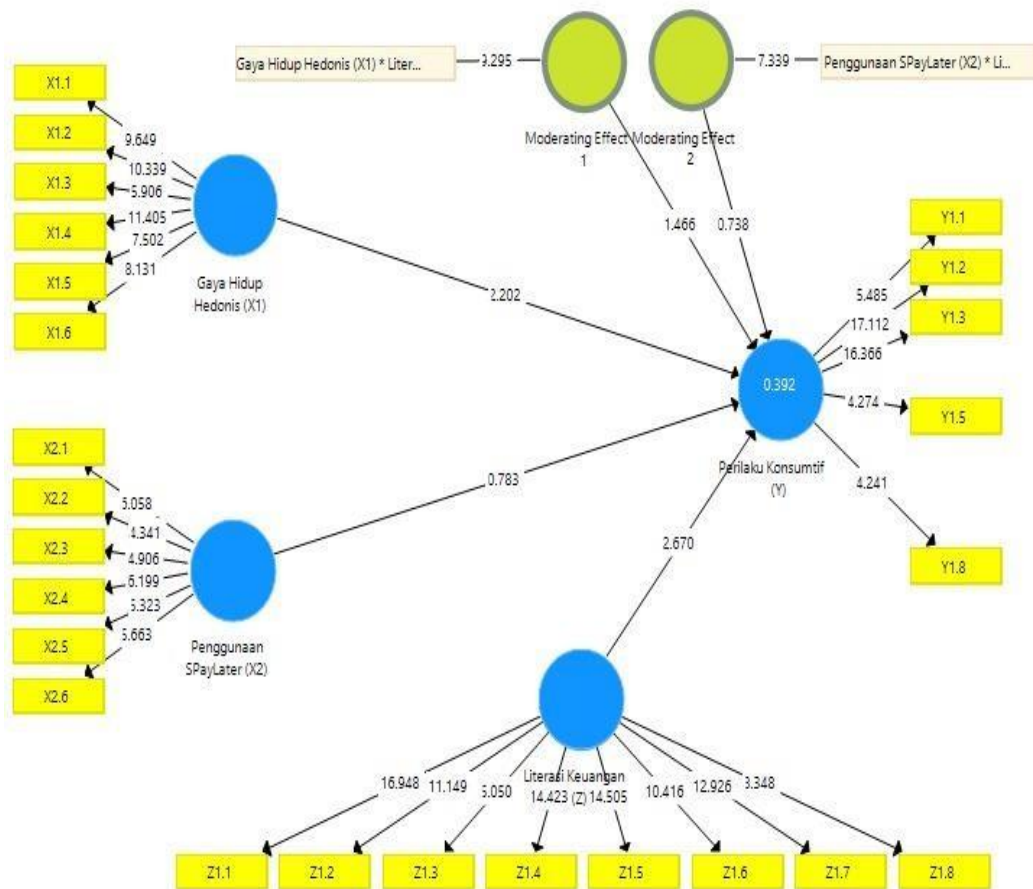 Gaya Hidup Hedonis (X1) * Liter...
7.339
Penggunaan SPayLater (X2) * Li...
Moderating Effect
1
Moderating Effect
2
X1.1
X1.2
X1.3
X1.4
X1.5
X1.6
9.649
10.339
11.405
7.502
8.131
Gaya Hidup
Hedonis (X1)
1.466
0.738
2.202
Y1.1
Y1.2
Y1.3
Y1.5
Y1.8
5.485
17.112
16.366
4.274
4.241
0.392
Perilaku Konsumtif
(Y)
X2.1
X2.2
X2.3
X2.4
X2.5
X2.6
4.341
4.906
Penggunaan
SPayLater (X2)
0.783
2.670
Literasi Keuangan
(Z)
16.948
11.149
14.423
14.505
10.416
12.926
Z1.1
Z1.2
Z1.3
Z1.4
Z1.5
Z1.6
Z1.7
Z1.8